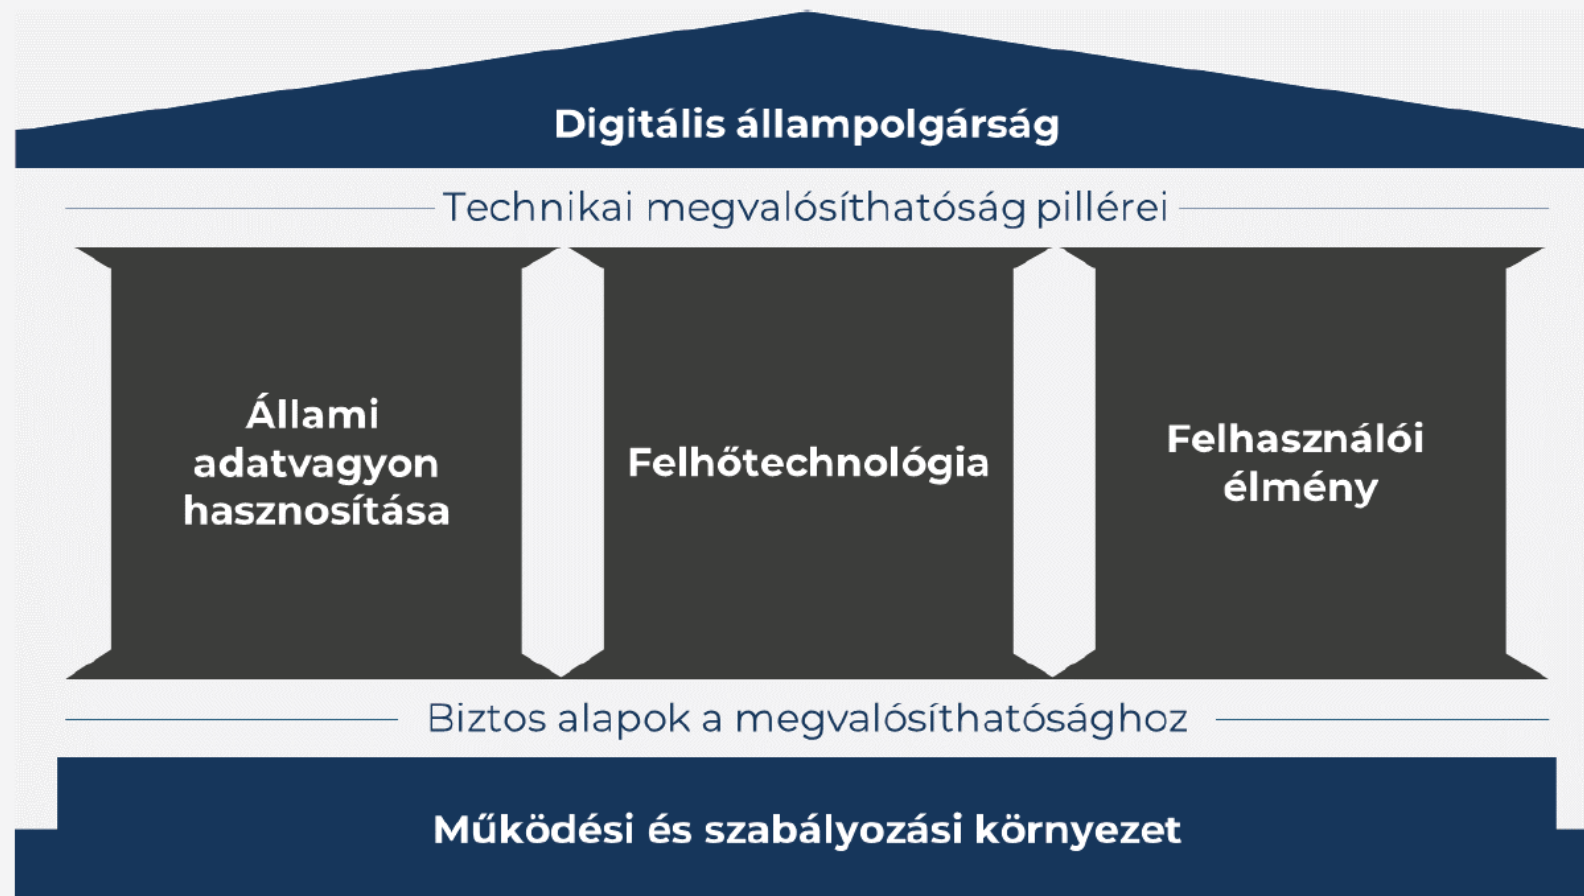 Digitális állampolgárság
Technikai megvalósíthatóság pillérei
Állami
adatvagyon
hasznosítása
Felhőtechnológia
Felhasználói
élmény
Biztos alapok a megvalósíthatósághoz
Működési és szabályozási környezet